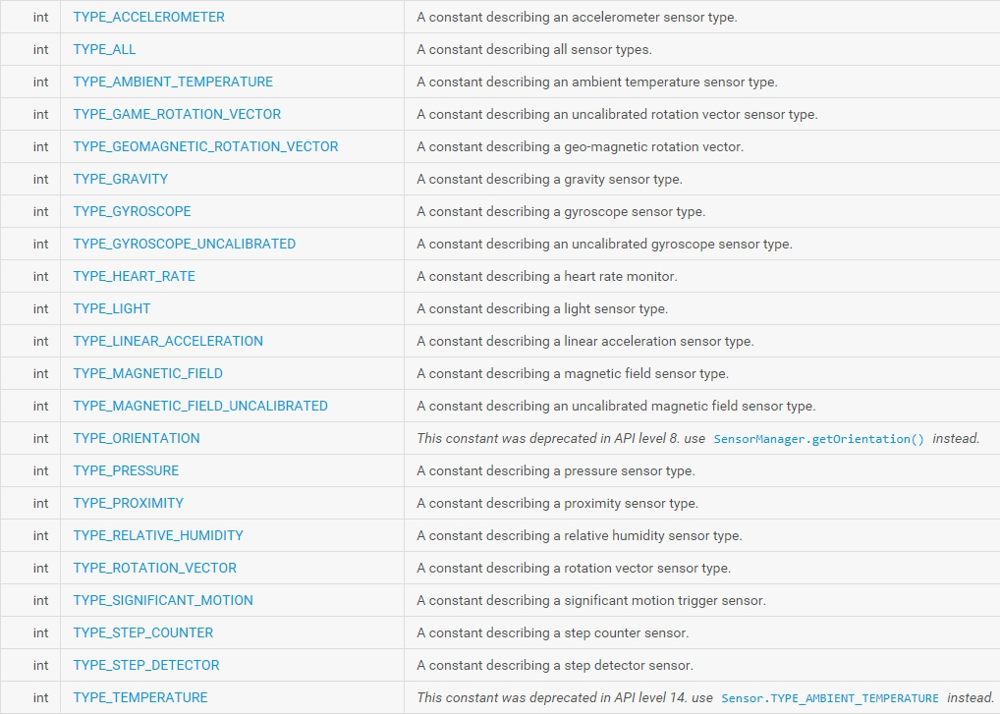 int TYPE_ACCELEROMETER A constant describing an accelerometer sensor type.
int TYPE_ALL A constant describing all sensor types.
int TYPE_AMBIENT_TEMPERATURE A constant describing an ambient temperature sensor type.
int TYPE_GAME_ROTATION_VECTOR A constant describing an uncalibrated rotation vector sensor type.
int TYPE_GEOMAGNETIC_ROTATION_VECTOR A constant describing a geo-magnetic rotation vector.
int TYPE_GRAVITY A constant describing a gravity sensor type.
int TYPE_GYROSCOPE A constant describing a gyroscope sensor type.
int TYPE_GYROSCOPE_UNCALIBRATED A constant describing an uncalibrated gyroscope sensor type.
int TYPE_HEART_RATE A constant describing a heart rate monitor.
int TYPE_LIGHT A constant describing a light sensor type.
int TYPE_LINEAR_ACCELERATION A constant describing a linear acceleration sensor type.
int TYPE_MAGNETIC_FIELD A constant describing a magnetic field sensor type.
int TYPE_MAGNETIC_FIELD_UNCALIBRATED A constant describing an uncalibrated magnetic field sensor type.
int TYPE_ORIENTATION This constant was deprecated in API level 8. use SensorManager.getOrientation() instead.
int TYPE_PRESSURE A constant describing a pressure sensor type.
int TYPE_PROXIMITY A constant describing a proximity sensor type.
int TYPE_RELATIVE_HUMIDITY A constant describing a relative humidity sensor type.
int TYPE_ROTATION_VECTOR A constant describing a rotation vector sensor type.
int TYPE_SIGNIFICANT_MOTION A constant describing a significant motion trigger sensor.
int TYPE_STEP_COUNTER A constant describing a step counter sensor.
int TYPE_STEP_DETECTOR A constant describing a step detector sensor.
int TYPE_TEMPERATURE This constant was deprecated in API level 14. use Sensor.TYPE_AMBIENT_TEMPERATURE instead.